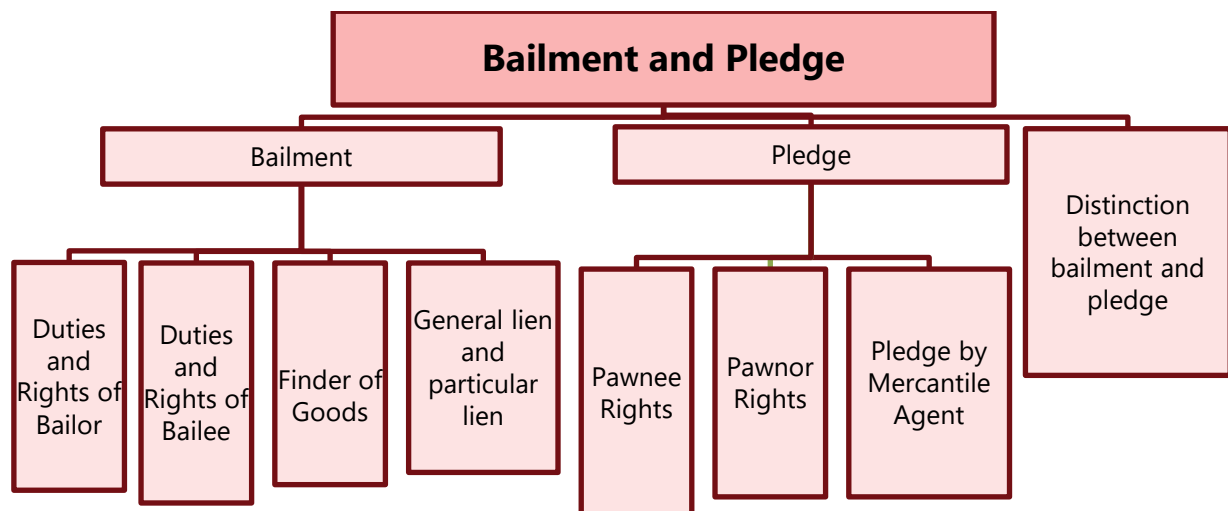 Bailment and Pledge
Bailment
Pledge
Distinction
between
bailment and
pledge
Duties
and
Rights of
Bailor
Duties
and
Rights of
Bailee
Finder of
Goods
General lien
and
particular
lien
Pawnee
Rights
Pawnor
Rights
Pledge by
Mercantile
Agent